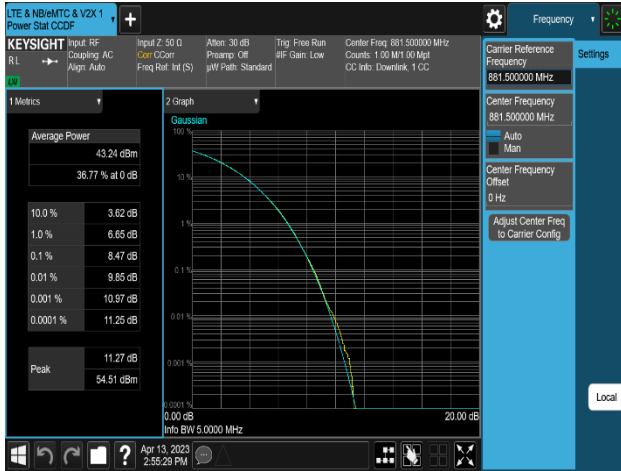 LTE & NB/eMTC & V2X 1
Power Stat CCDF
Frequency
KEYSIGHT
RL
Input: RF
Coupling: AC
Align: Auto
Input Z: 50 Ω
Corr CCorr
Freq Ref: Int (S)
Atten: 30 dB
Preamp: Off
µW Path: Standard
Trig: Free Run
#IF Gain: Low
Center Freq: 881.500000 MHz
Counts: 1.00 M/1.00 Mpt
CC Info: Downlink, 1 CC
1 Metrics
Average Power
43.24 dBm
36.77 % at 0 dB
10.0 % 3.62 dB
1.0 % 6.65 dB
0.1 % 8.47 dB
0.01 % 9.85 dB
0.001 % 10.97 dB
0.0001 % 11.25 dB
Peak
11.27 dB
54.51 dBm
2 Graph
Gaussian
100 %
10 %
1 %
0.1 %
0.01 %
0.001 %
0.0001 %
0.00 dB 20.00 dB
Info BW 5.0000 MHz
Carrier Reference
Frequency
881.500000 MHz
Center Frequency
881.500000 MHz
Auto
Man
Center Frequency
Offset
0 Hz
Adjust Center Freq
to Carrier Config
Settings
Local
Apr 13, 2023
2:55:29 PM